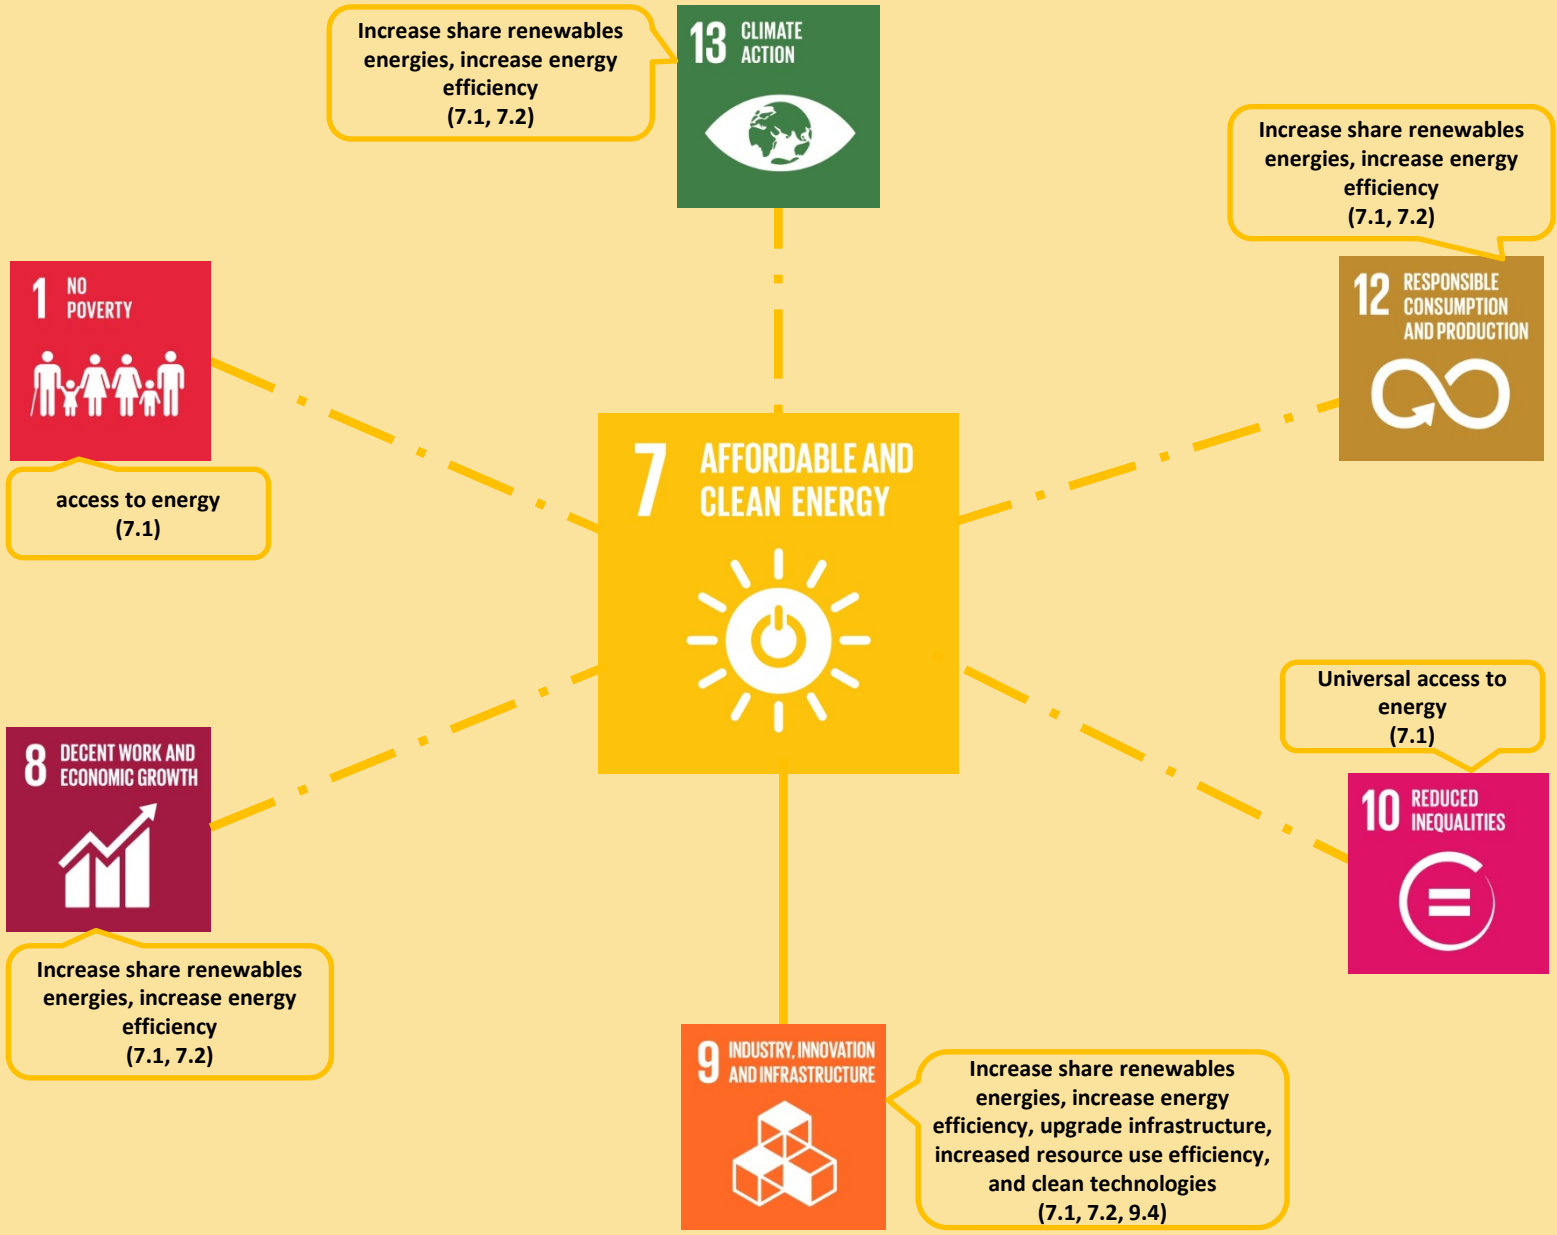 Increase share renewables
energies, increase energy
efficiency
(7.1, 7.2)
13 CLIMATE
ACTION
Increase share renewables
energies, increase energy
efficiency
(7.1, 7.2)
1 NO
POVERTY
12 RESPONSIBLE
CONSUMPTION
AND PRODUCTION
access to energy
(7.1)
7 AFFORDABLE AND
CLEAN ENERGY
Universal access to
energy
(7.1)
8 DECENT WORK AND
ECONOMIC GROWTH
10 REDUCED
INEQUALITIES
Increase share renewables
energies, increase energy
efficiency
(7.1, 7.2)
9 INDUSTRY, INNOVATION
AND INFRASTRUCTURE
Increase share renewables
energies, increase energy
efficiency, upgrade infrastructure,
increased resource use efficiency,
and clean technologies
(7.1, 7.2, 9.4)